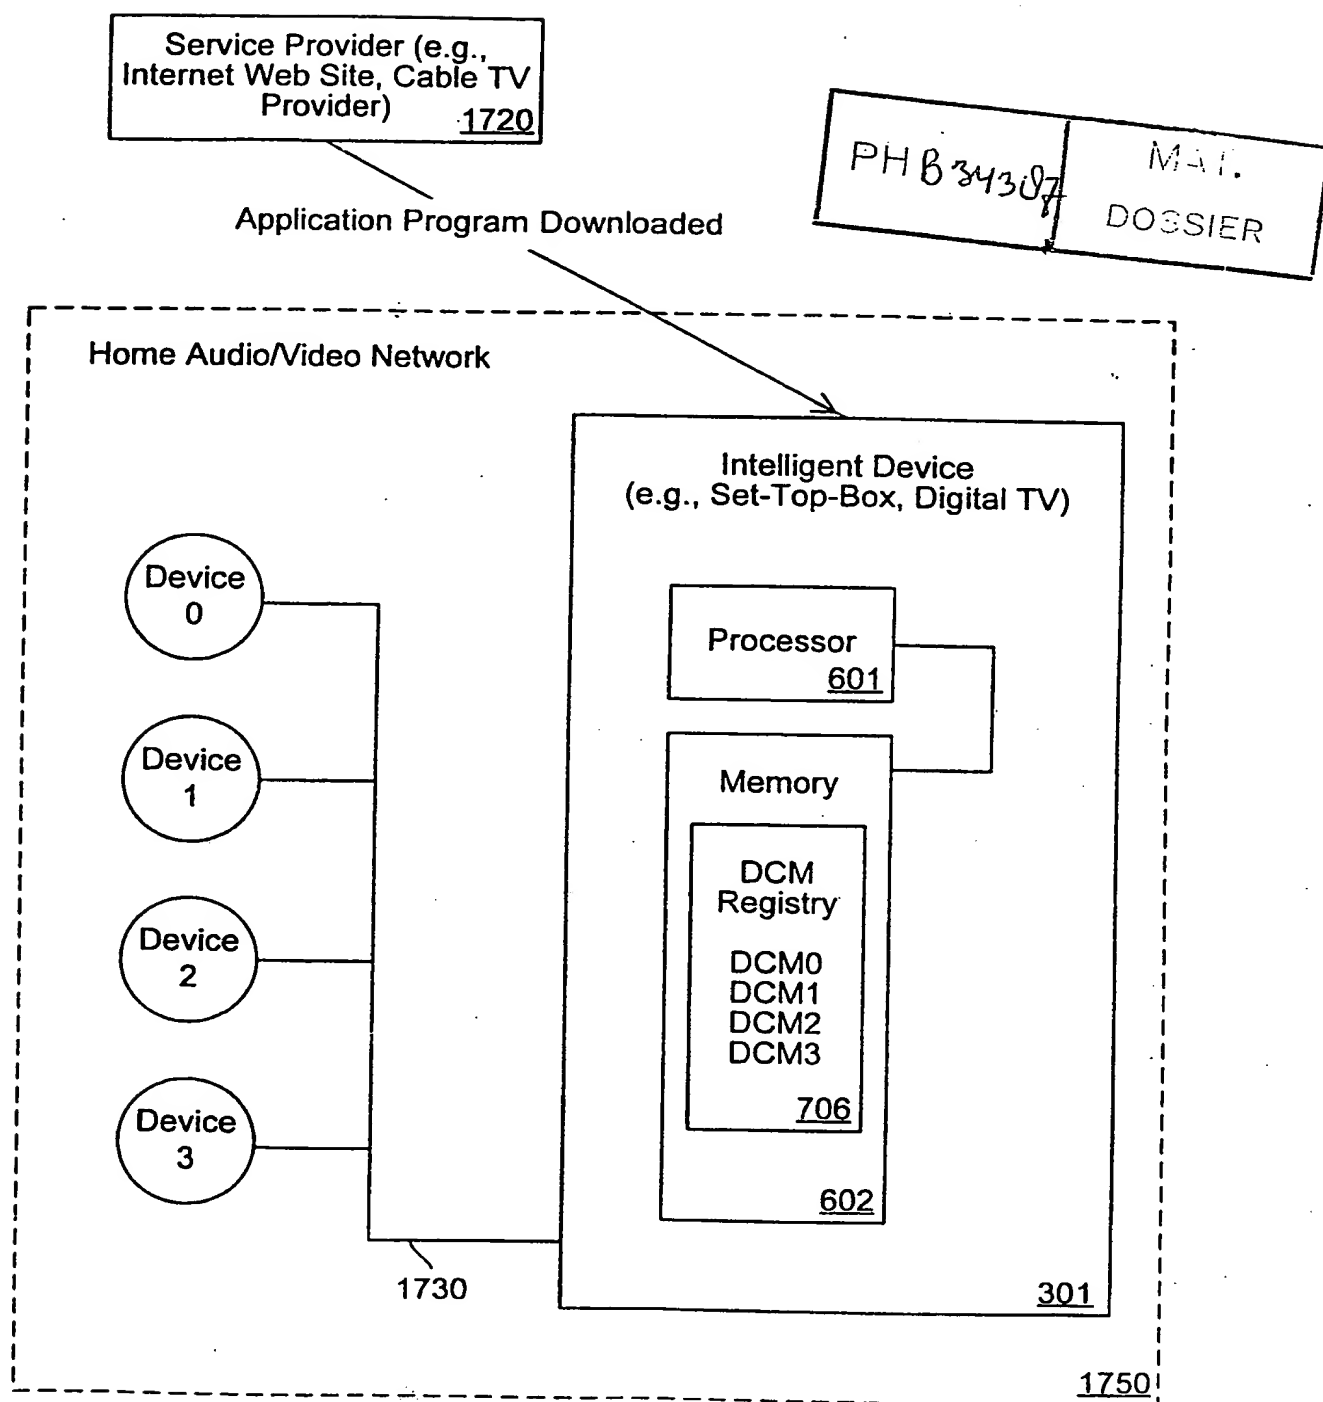 Service Provider (e.g.,
Internet Web Site, Cable TV
Provider)
1720
PHB34307
MAT.
DOSSIER
Application Program Downloaded
Home Audio/Video Network
Intelligent Device
(e.g., Set-Top-Box, Digital TV)
Device
0
Processor
601
Device
1
Memory
DCM
Registry
Device
2
DCM0
DCM1
DCM2
DCM3
706
Device
3
602
1730
301
1750